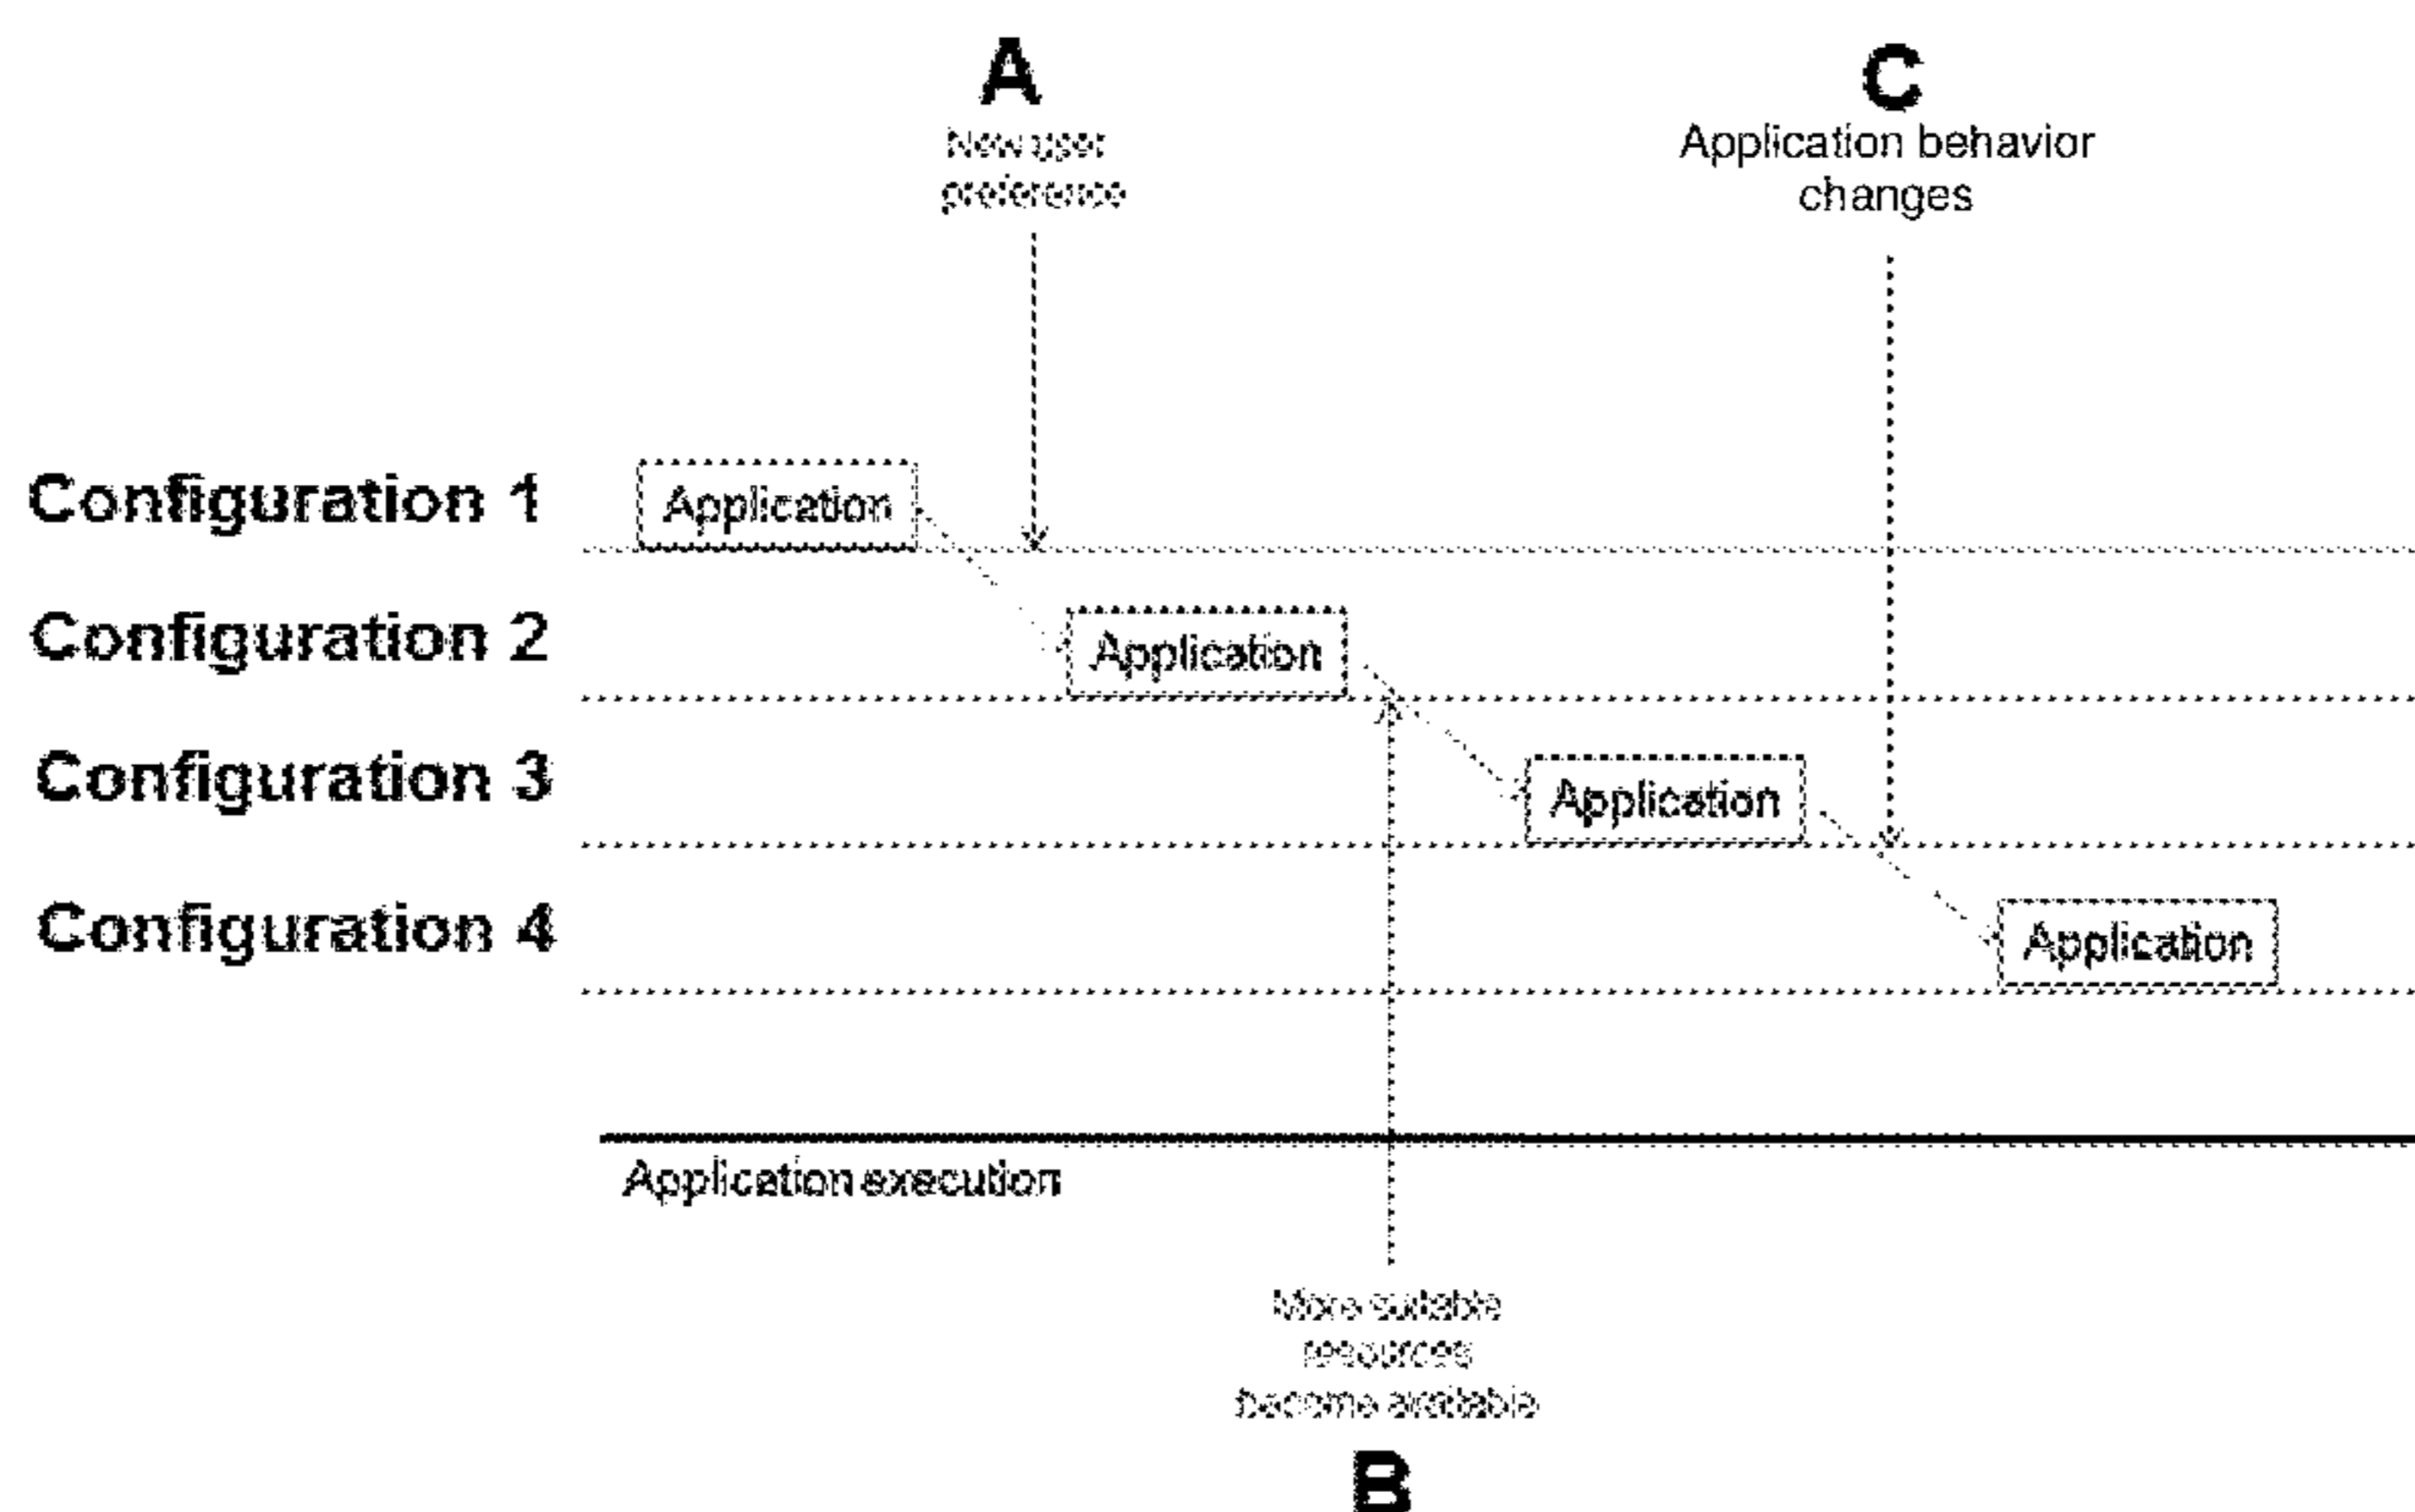 A
New user
preference
C
Application behavior
changes
Configuration 1
Application
Configuration 2
Application
Configuration 3
Application
Configuration 4
Application
Application execution
More suitable
resources
become available
B